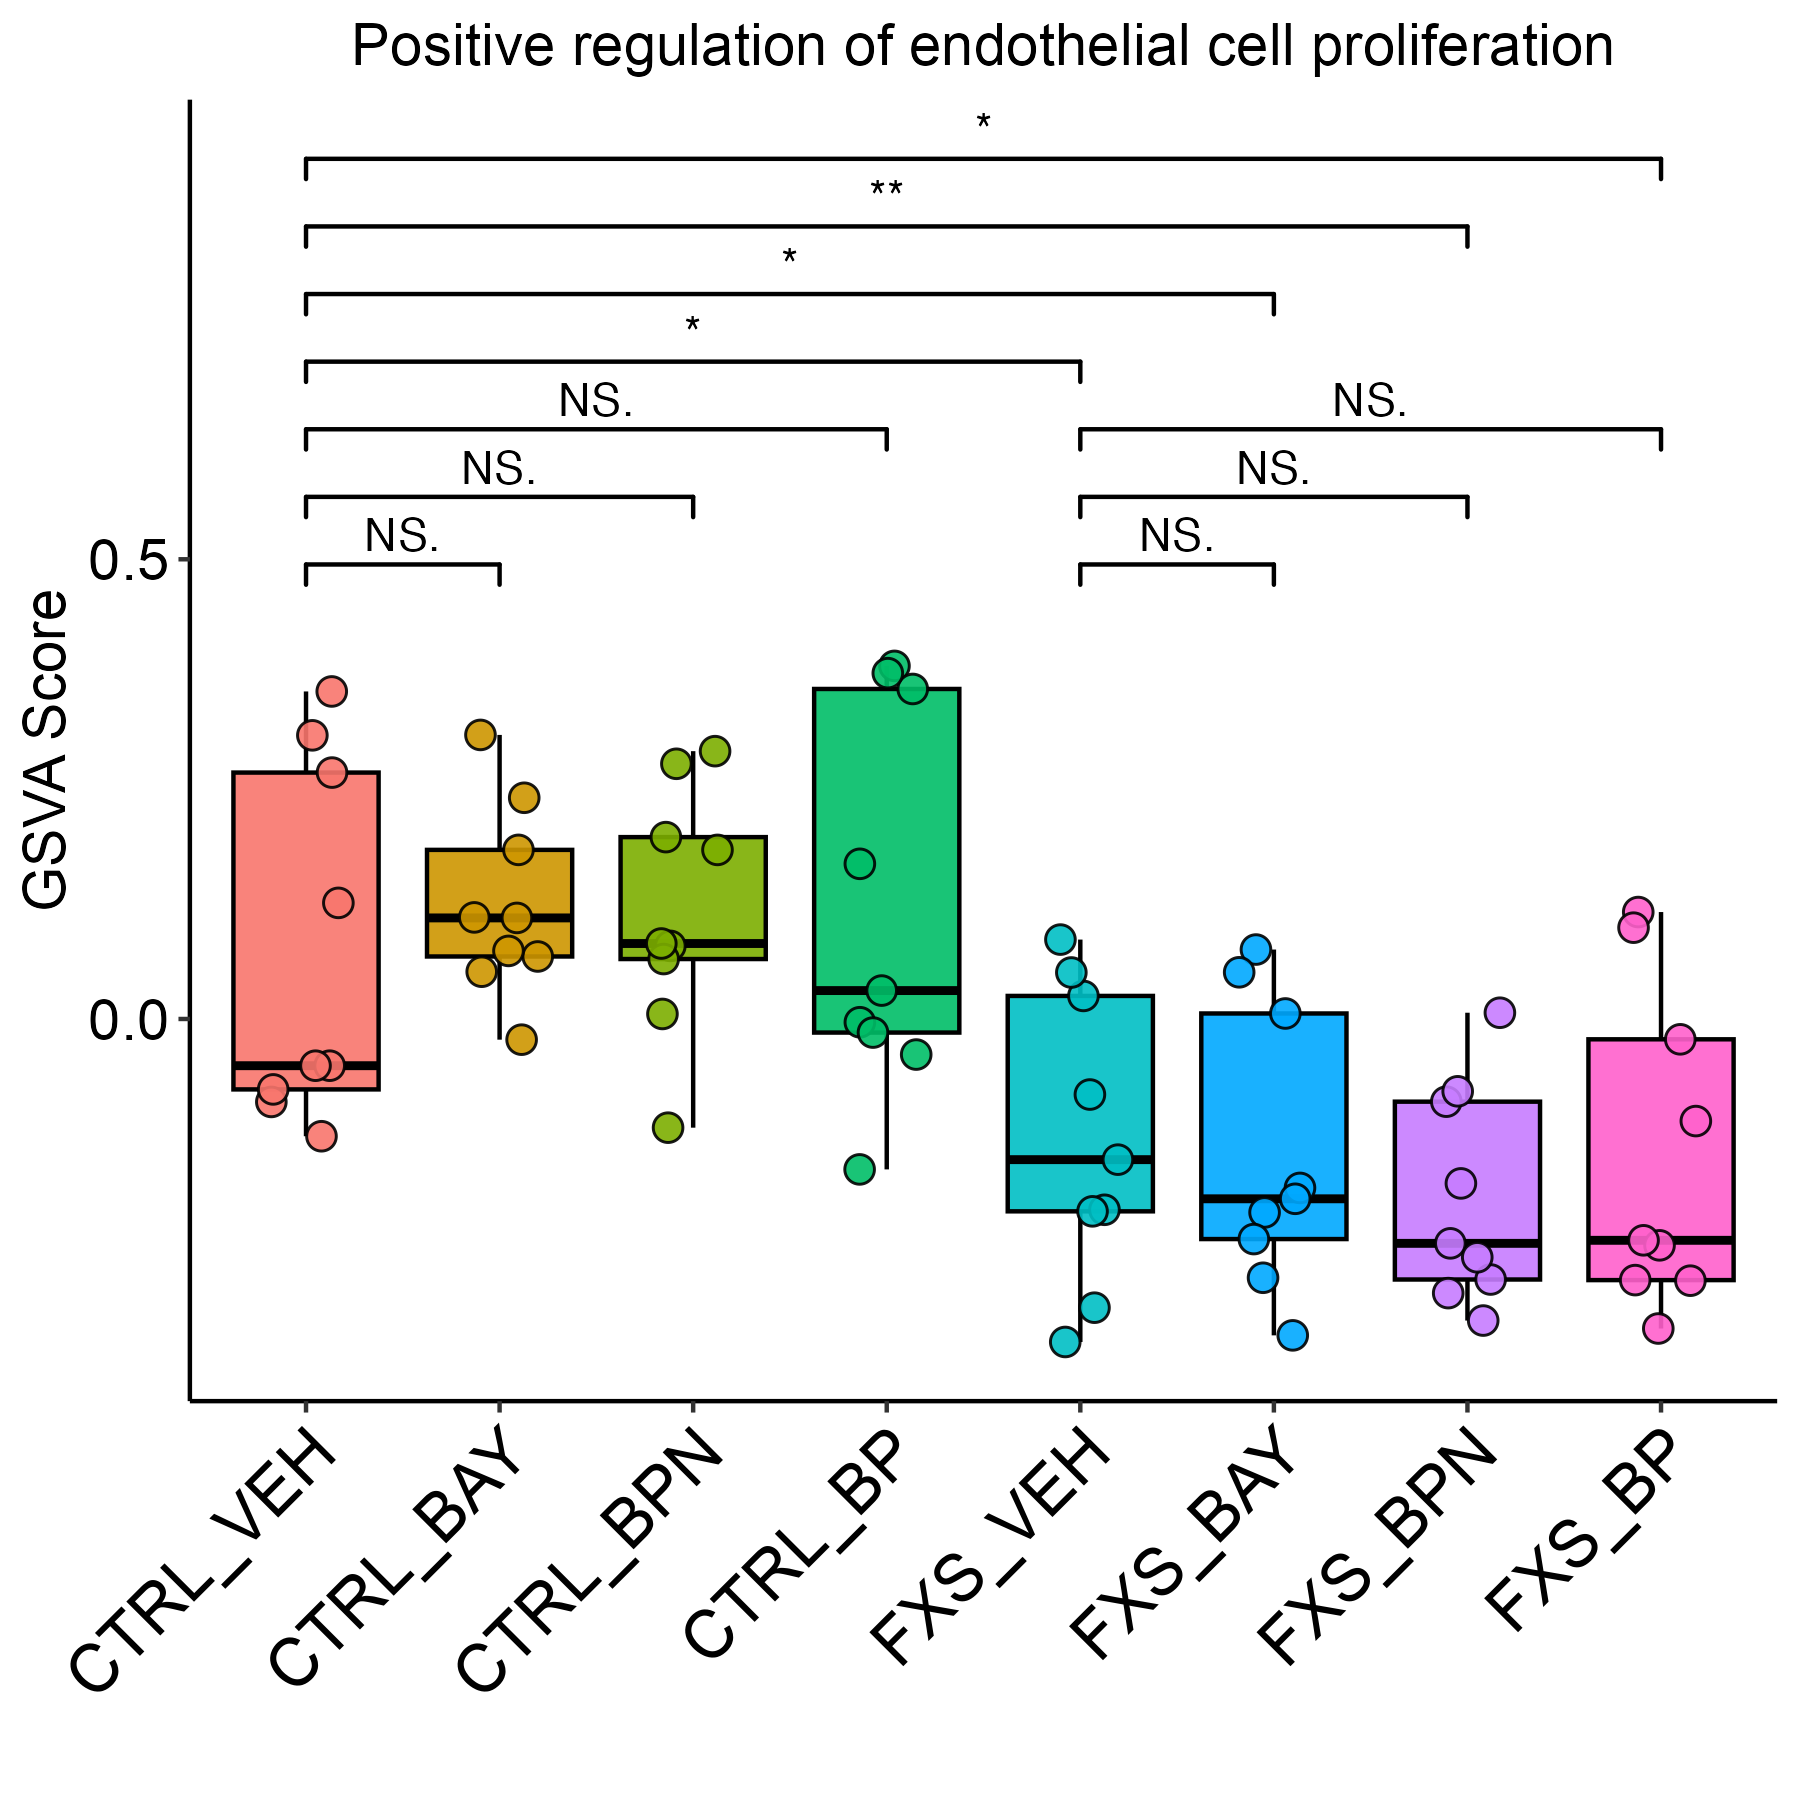 Positive regulation of endothelial cell proliferation
*
**
*
*
NS. NS.
NS. NS.
NS. NS.
0.5
0.0
GSVA Score
CTRL_VEH
CTRL_BAY
CTRL_BPN
CTRL_BP
FXS_VEH
FXS_BAY
FXS_BPN
FXS_BP